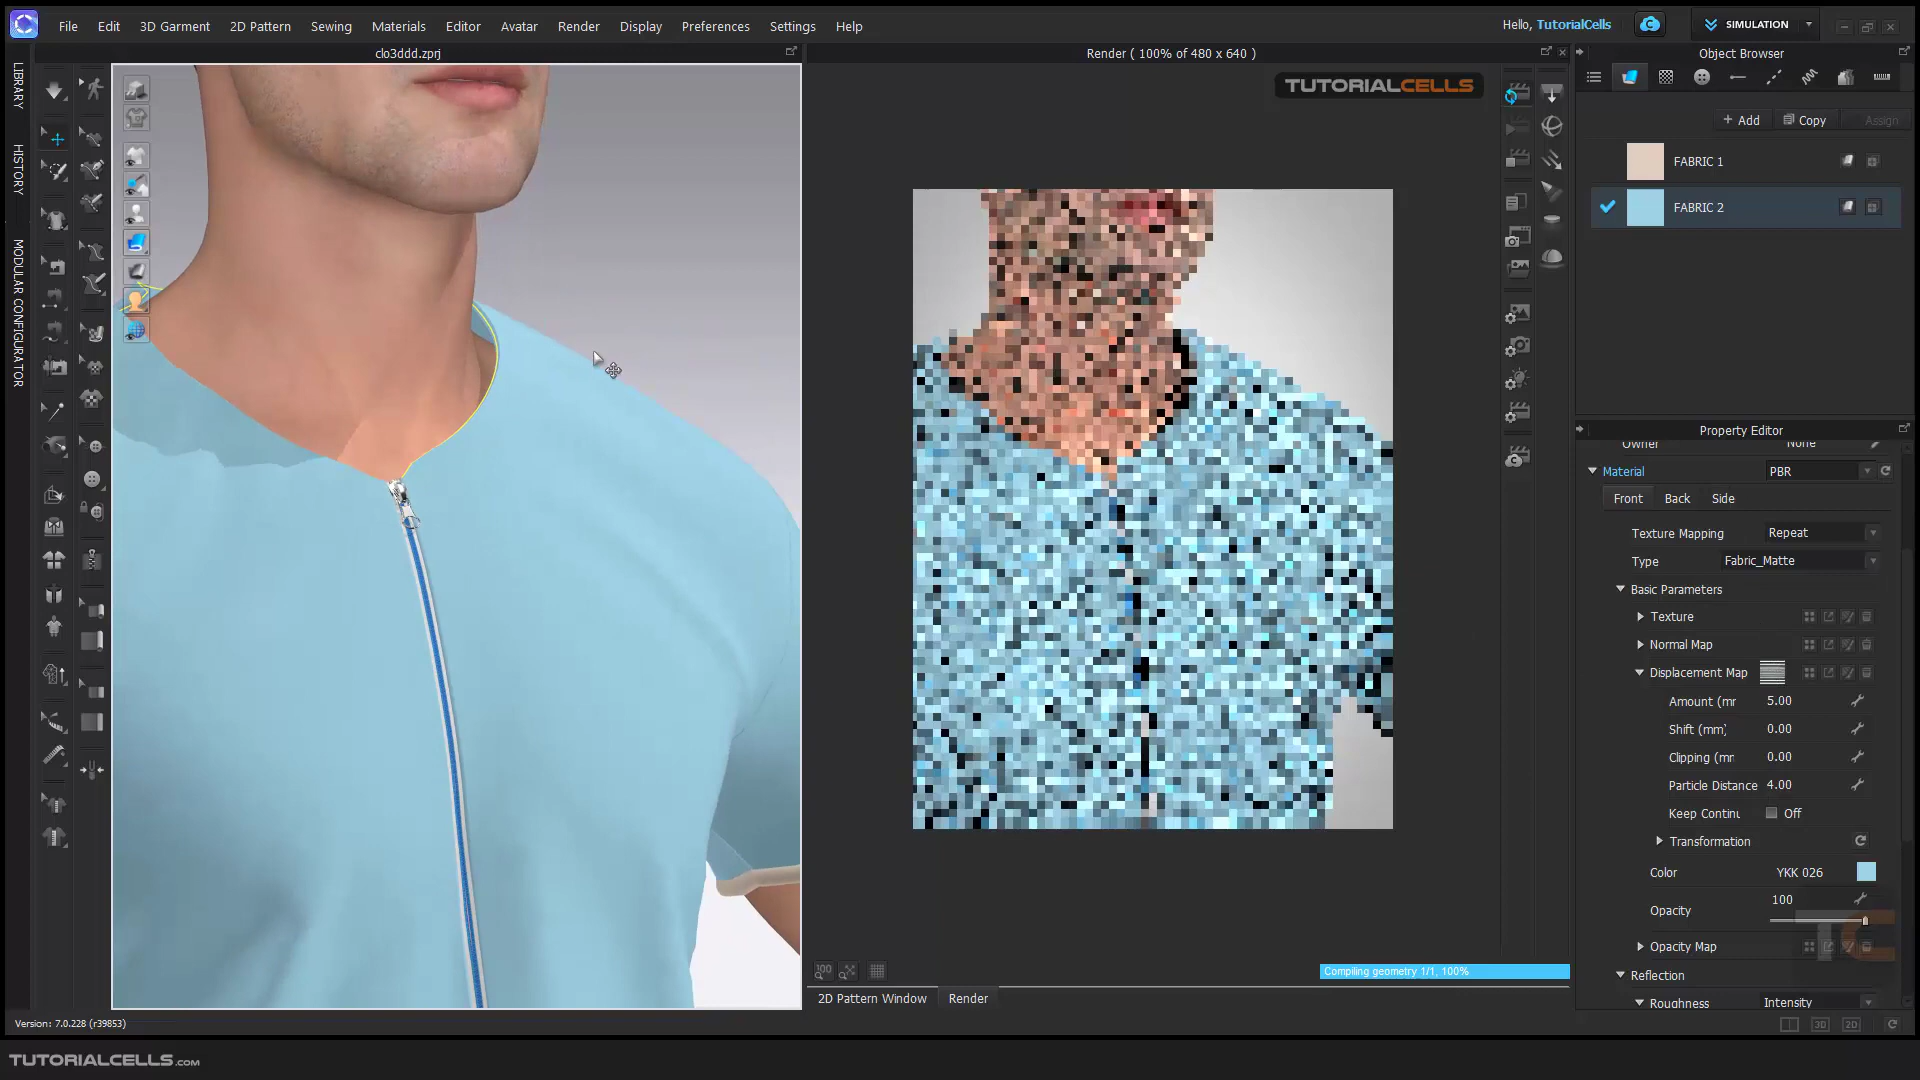 File Edit 3D Garment 2D Pattern Sewing Materials Editor Avatar Render Display Preferences Settings Help
Hello, TutorialCells
SIMULATION
clo3ddd.zprj
Render ( 100% of 480 x 640 )
Object Browser
LIBRARY
HISTORY
MODULAR CONFIGURATOR
TUTORIALCELLS
+ Add Copy Assign
FABRIC 1
FABRIC 2
Property Editor
Owner None
Material PBR
Front Back Side
Texture Mapping Repeat
Type Fabric_Matte
Basic Parameters
Texture
Normal Map
Displacement Map
Amount (mr 5.00
Shift (mm) 0.00
Clipping (mr 0.00
Particle Distance 4.00
Keep Continu Off
Transformation
Color YKK 026
Opacity 100
Opacity Map
Reflection
Roughness Intensity
TC
100
Compiling geometry 1/1, 100%
2D Pattern Window Render
Version: 7.0.228 (r39853)
3D 2D
TUTORIALCELLS.com